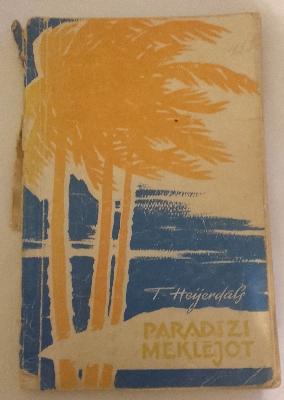 T. Heijerdāls
PARADĪZI
MEKLĒJOT